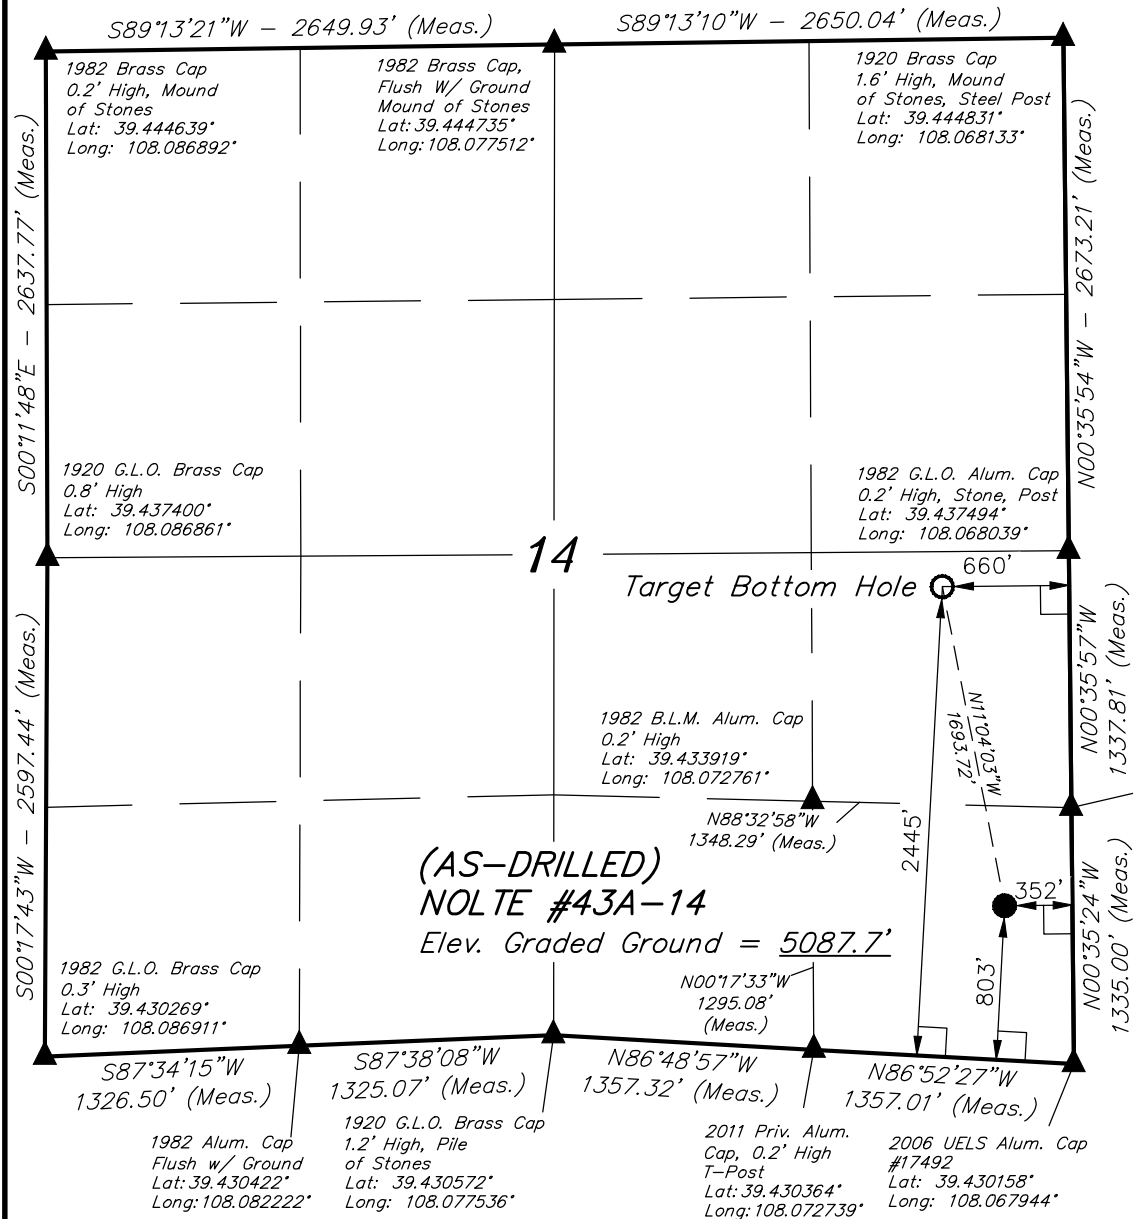 S89°13'21"W – 2649.93' (Meas.)
S89°13'10"W – 2650.04' (Meas.)
1982 Brass Cap
0.2' High, Mound
of Stones
Lat: 39.444639°
Long: 108.086892°
1982 Brass Cap,
Flush W/ Ground
Mound of Stones
Lat: 39.444735°
Long: 108.077512°
1920 Brass Cap
1.6' High, Mound
of Stones, Steel Post
Lat: 39.444831°
Long: 108.068133°
S00°11'48"E – 2637.77' (Meas.)
N00°35'54"W – 2673.21' (Meas.)
1920 G.L.O. Brass Cap
0.8' High
Lat: 39.437400°
Long: 108.086861°
1982 G.L.O. Alum. Cap
0.2' High, Stone, Post
Lat: 39.437494°
Long: 108.068039°
14
660'
Target Bottom Hole
N00°35'57"W
1337.81' (Meas.)
S00°17'43"W – 2597.44' (Meas.)
N11°04'03"W
1693.72'
1982 B.L.M. Alum. Cap
0.2' High
Lat: 39.433919°
Long: 108.072761°
N88°32'58"W
1348.29' (Meas.)
2445'
(AS–DRILLED)
NOLTE #43A–14
Elev. Graded Ground = 5087.7'
352'
803'
N00°35'24"W
1335.00' (Meas.)
1982 G.L.O. Brass Cap
0.3' High
Lat: 39.430269°
Long: 108.086911°
N00°17'33"W
1295.08'
(Meas.)
S87°34'15"W
1326.50' (Meas.)
S87°38'08"W
1325.07' (Meas.)
N86°48'57"W
1357.32' (Meas.)
N86°52'27"W
1357.01' (Meas.)
1982 Alum. Cap
Flush w/ Ground
Lat: 39.430422°
Long: 108.082222°
1920 G.L.O. Brass Cap
1.2' High, Pile
of Stones
Lat: 39.430572°
Long: 108.077536°
2011 Priv. Alum.
Cap, 0.2' High
T–Post
Lat: 39.430364°
Long: 108.072739°
2006 UELS Alum. Cap
#17492
Lat: 39.430158°
Long: 108.067944°